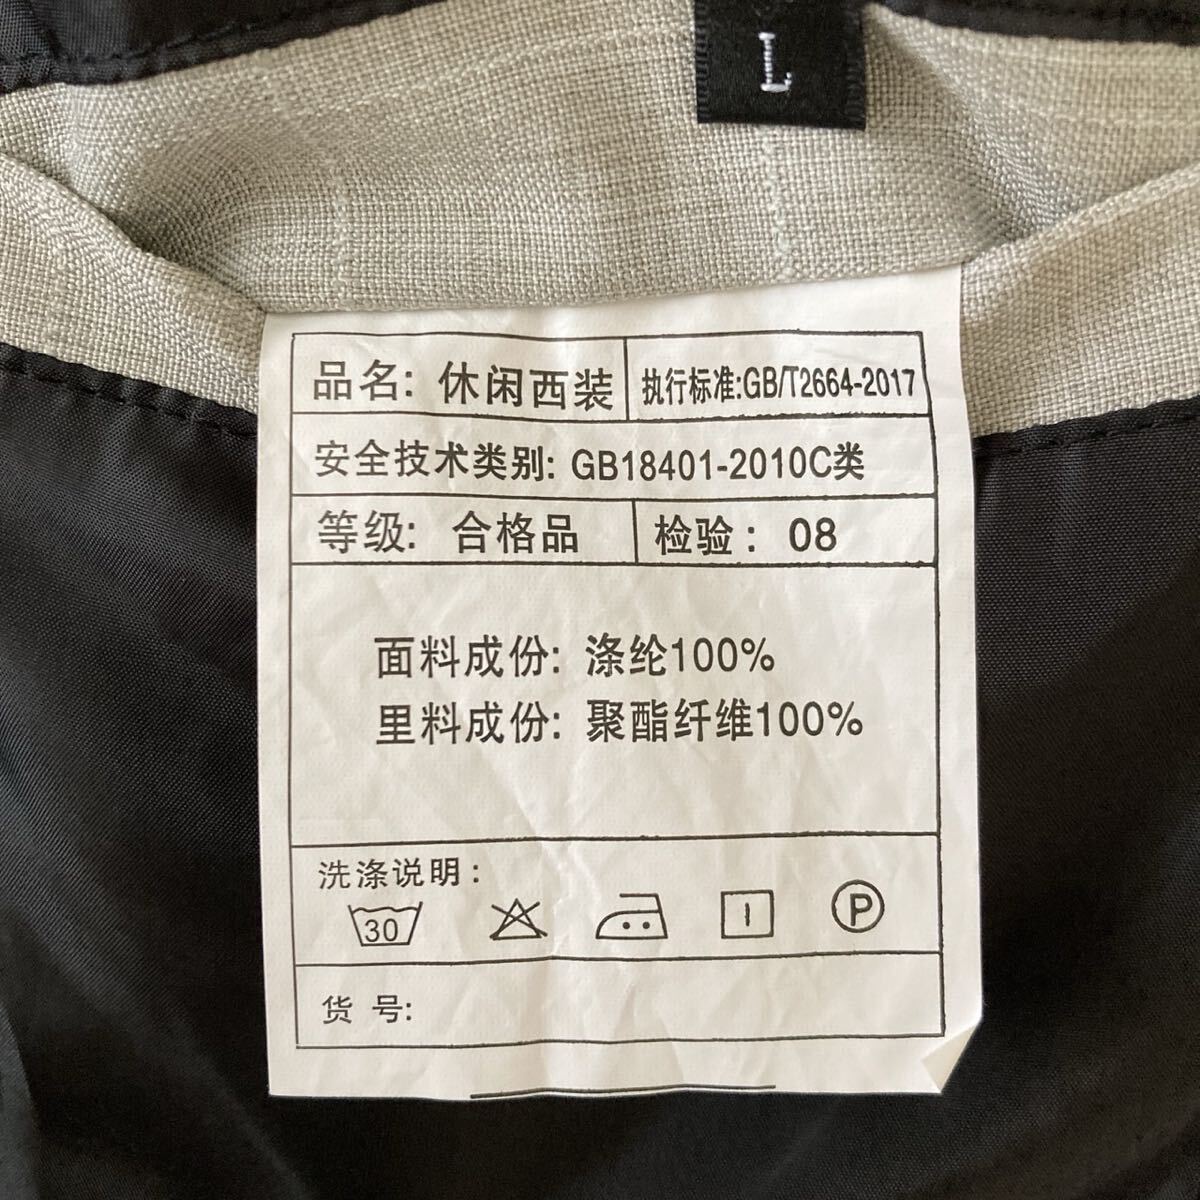 L
品名: 休闲西装 执行标准:GB/T2664-2017
安全技术类别: GB18401-2010C类
等级: 合格品 检验: 08
面料成份: 涤纶100%
里料成份: 聚酯纤维100%
洗涤说明:
30 P
货 号: